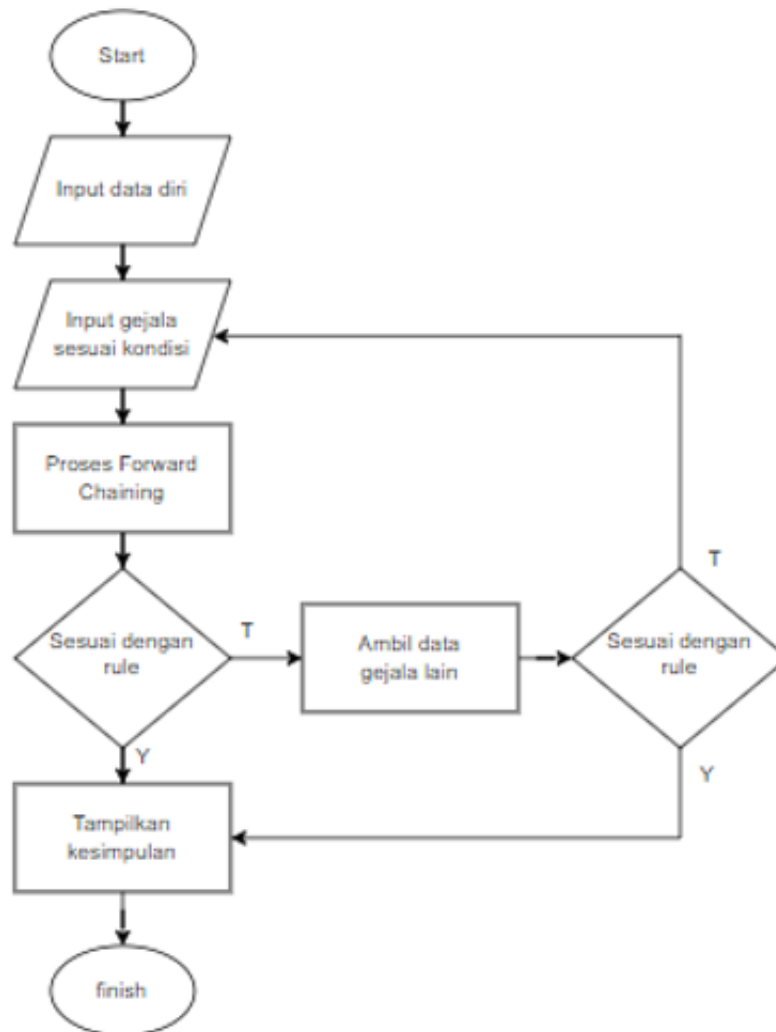 Start
Input data diri
Input gejala
sesuai kondisi
Proses Forward
Chaining
T
Sesuai dengan
rule
T
Ambil data
gejala lain
Sesuai dengan
rule
Y
Y
Tampilkan
kesimpulan
finish